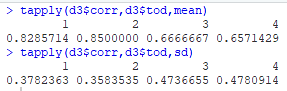 > tapply(d3$corr,d3$tod,mean)
1 2 3 4
0.8285714 0.8500000 0.6666667 0.6571429
> tapply(d3$corr,d3$tod,sd)
1 2 3 4
0.3782363 0.3583535 0.4736655 0.4780914